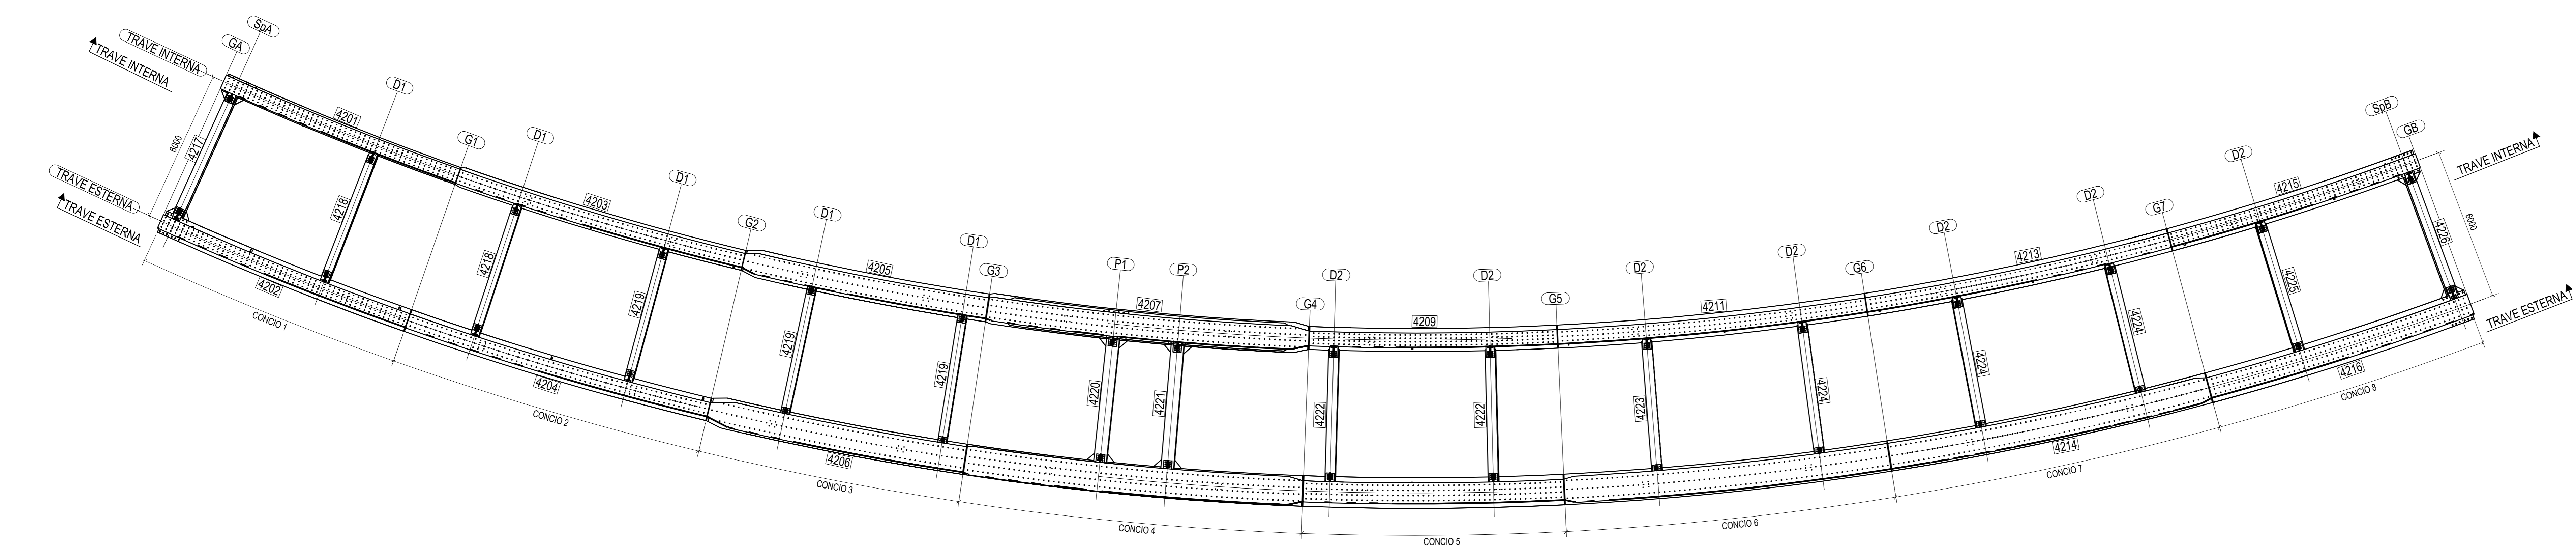 SpA
GA
TRAVE INTERNA
TRAVE INTERNA
6000
TRAVE ESTERNA
TRAVE ESTERNA
4217
4201
D1
G1
D1
4203
D1
G2
D1
4205
D1
G3
P1
4207
P2
G4
D2
4209
D2
G5
D2
4211
D2
G6
D2
4213
D2
G7
D2
4215
SpB
GB
TRAVE INTERNA
6000
TRAVE ESTERNA
4218
4218
4219
4219
4219
4220
4221
4222
4222
4223
4224
4224
4224
4225
4226
4202
4204
4206
4214
4216
CONCIO 1
CONCIO 2
CONCIO 3
CONCIO 4
CONCIO 5
CONCIO 6
CONCIO 7
CONCIO 8